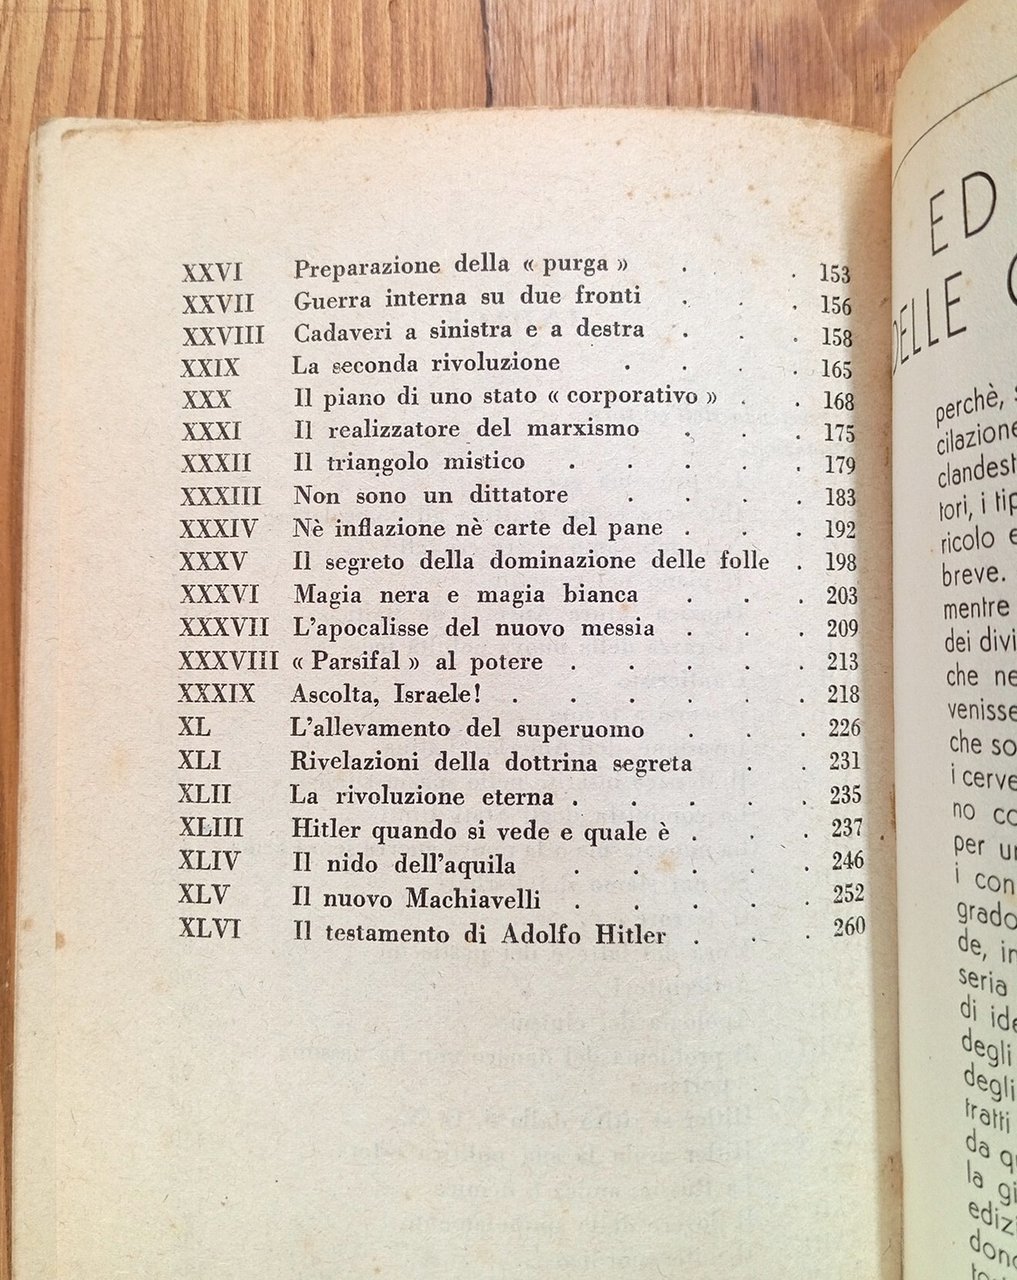 XXVI Preparazione della « purga » . . 153
XXVII Guerra interna su due fronti . . . 156
XXVIII Cadaveri a sinistra e a destra . . . 158
XXIX La seconda rivoluzione . . . . 165
XXX Il piano di uno stato « corporativo » . . 168
XXXI Il realizzatore del marxismo . . . 175
XXXII Il triangolo mistico . . . . . 179
XXXIII Non sono un dittatore . . . . 183
XXXIV Nè inflazione nè carte del pane . . . 192
XXXV Il segreto della dominazione delle folle . 198
XXXVI Magia nera e magia bianca . . . 203
XXXVII L'apocalisse del nuovo messia . . . 209
XXXVIII « Parsifal » al potere . . . . . 213
XXXIX Ascolta, Israele! . . . . . . 218
XL L'allevamento del superuomo . . . 226
XLI Rivelazioni della dottrina segreta . . 231
XLII La rivoluzione eterna . . . . . 235
XLIII Hitler quando si vede e quale è . . . 237
XLIV Il nido dell'aquila . . . . . 246
XLV Il nuovo Machiavelli . . . . . 252
XLVI Il testamento di Adolfo Hitler . . . 260
ED
DELLE
perchè,
cilazione
clandest
tori, i tip
ricolo e
breve.
mentre
dei divi
che ne
venisse
che so
i cerve
no co
per un
i con
grado
de, in
seria
di ide
degli
degli
tratti
da qu
la gi
ediz
dono